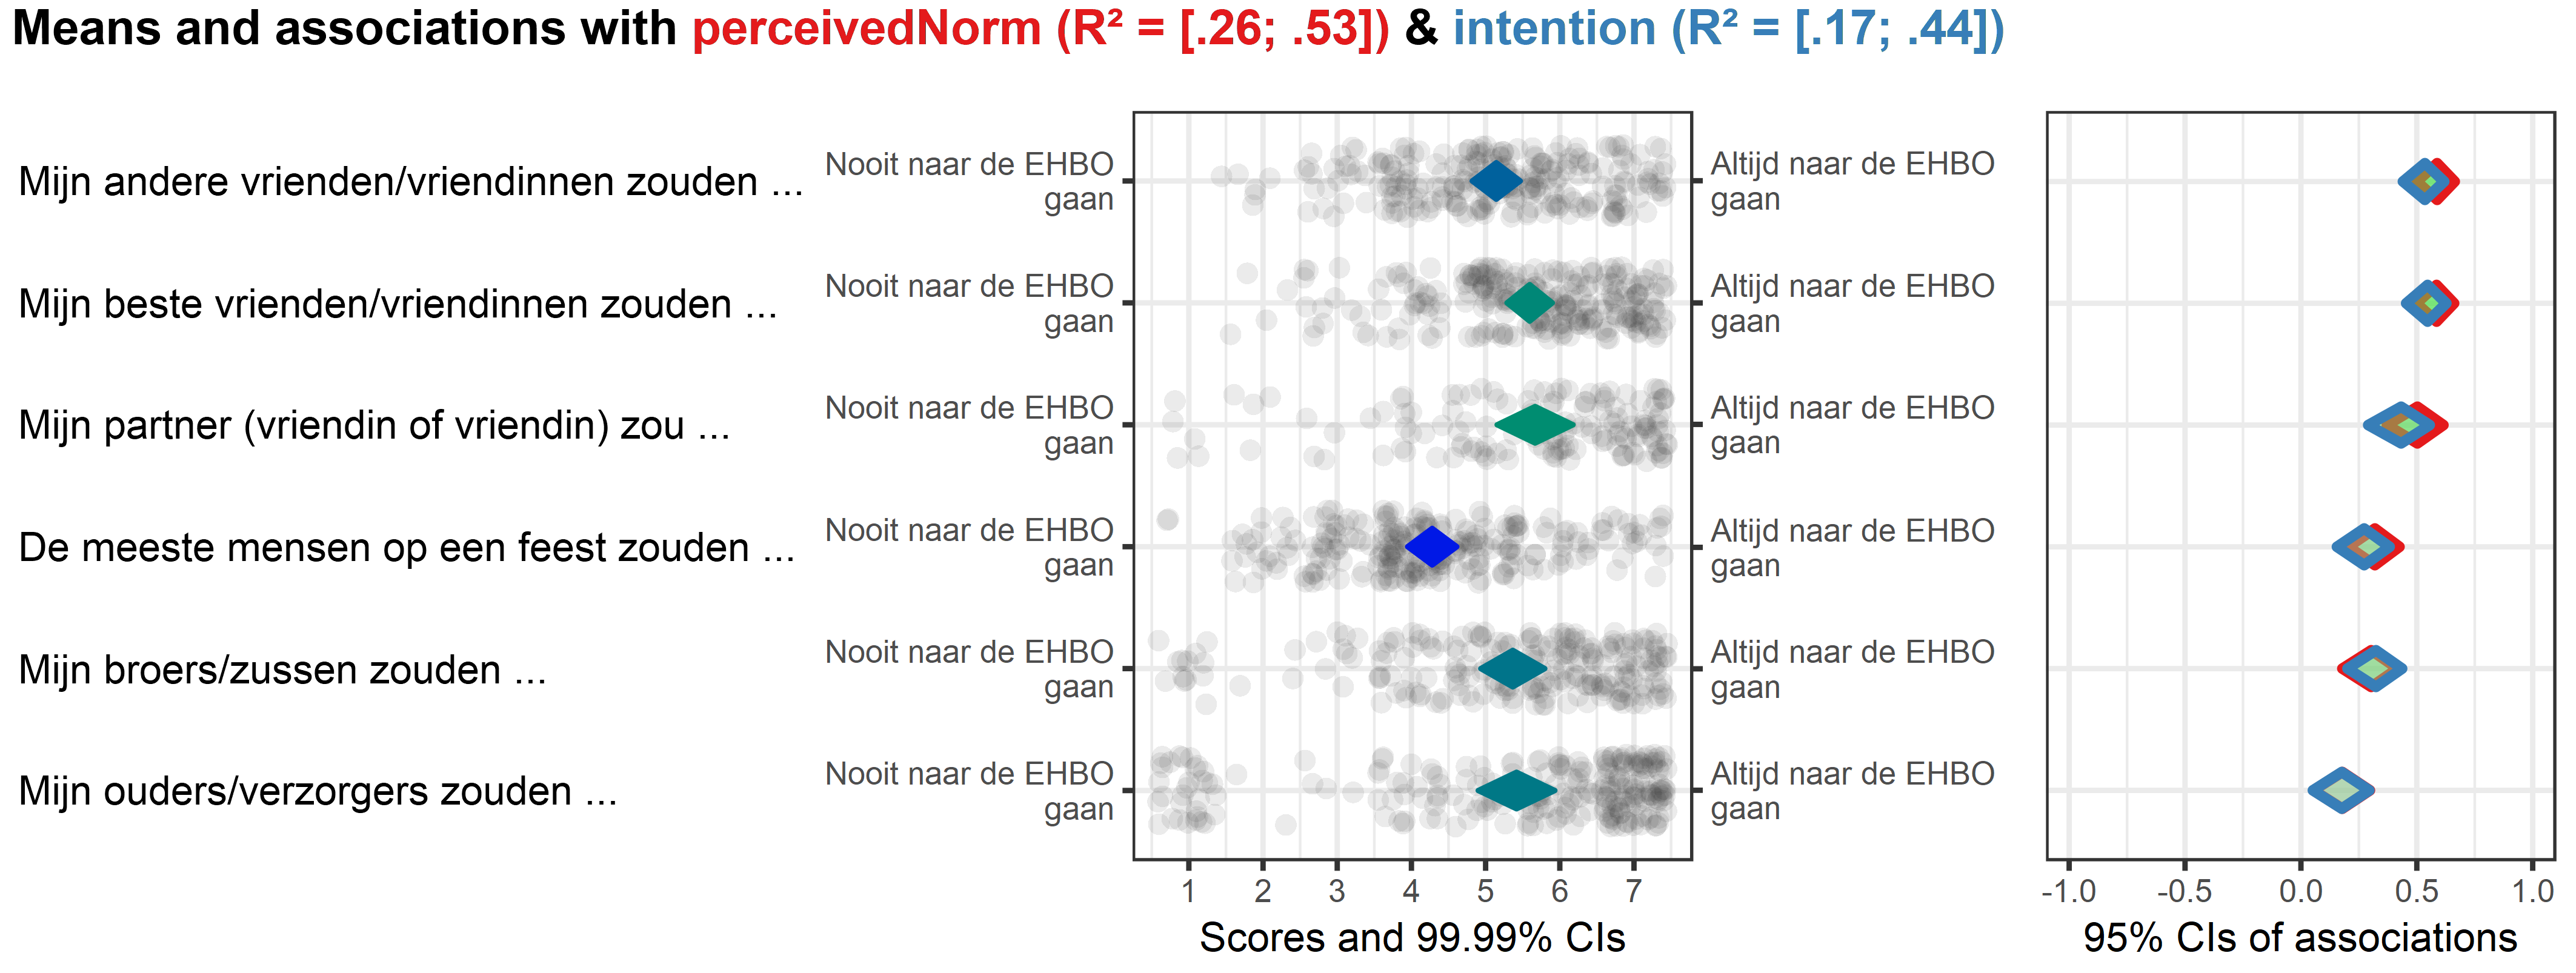 Means and associations with perceivedNorm (R² = [.26; .53]) & intention (R² = [.17; .44])
Mijn andere vrienden/vriendinnen zouden ...
Nooit naar de EHBO
gaan
Altijd naar de EHBO
gaan
Mijn beste vrienden/vriendinnen zouden ...
Nooit naar de EHBO
gaan
Altijd naar de EHBO
gaan
Mijn partner (vriendin of vriendin) zou ...
Nooit naar de EHBO
gaan
Altijd naar de EHBO
gaan
De meeste mensen op een feest zouden ...
Nooit naar de EHBO
gaan
Altijd naar de EHBO
gaan
Mijn broers/zussen zouden ...
Nooit naar de EHBO
gaan
Altijd naar de EHBO
gaan
Mijn ouders/verzorgers zouden ...
Nooit naar de EHBO
gaan
Altijd naar de EHBO
gaan
1 2 3 4 5 6 7
Scores and 99.99% CIs
-1.0 -0.5 0.0 0.5 1.0
95% CIs of associations